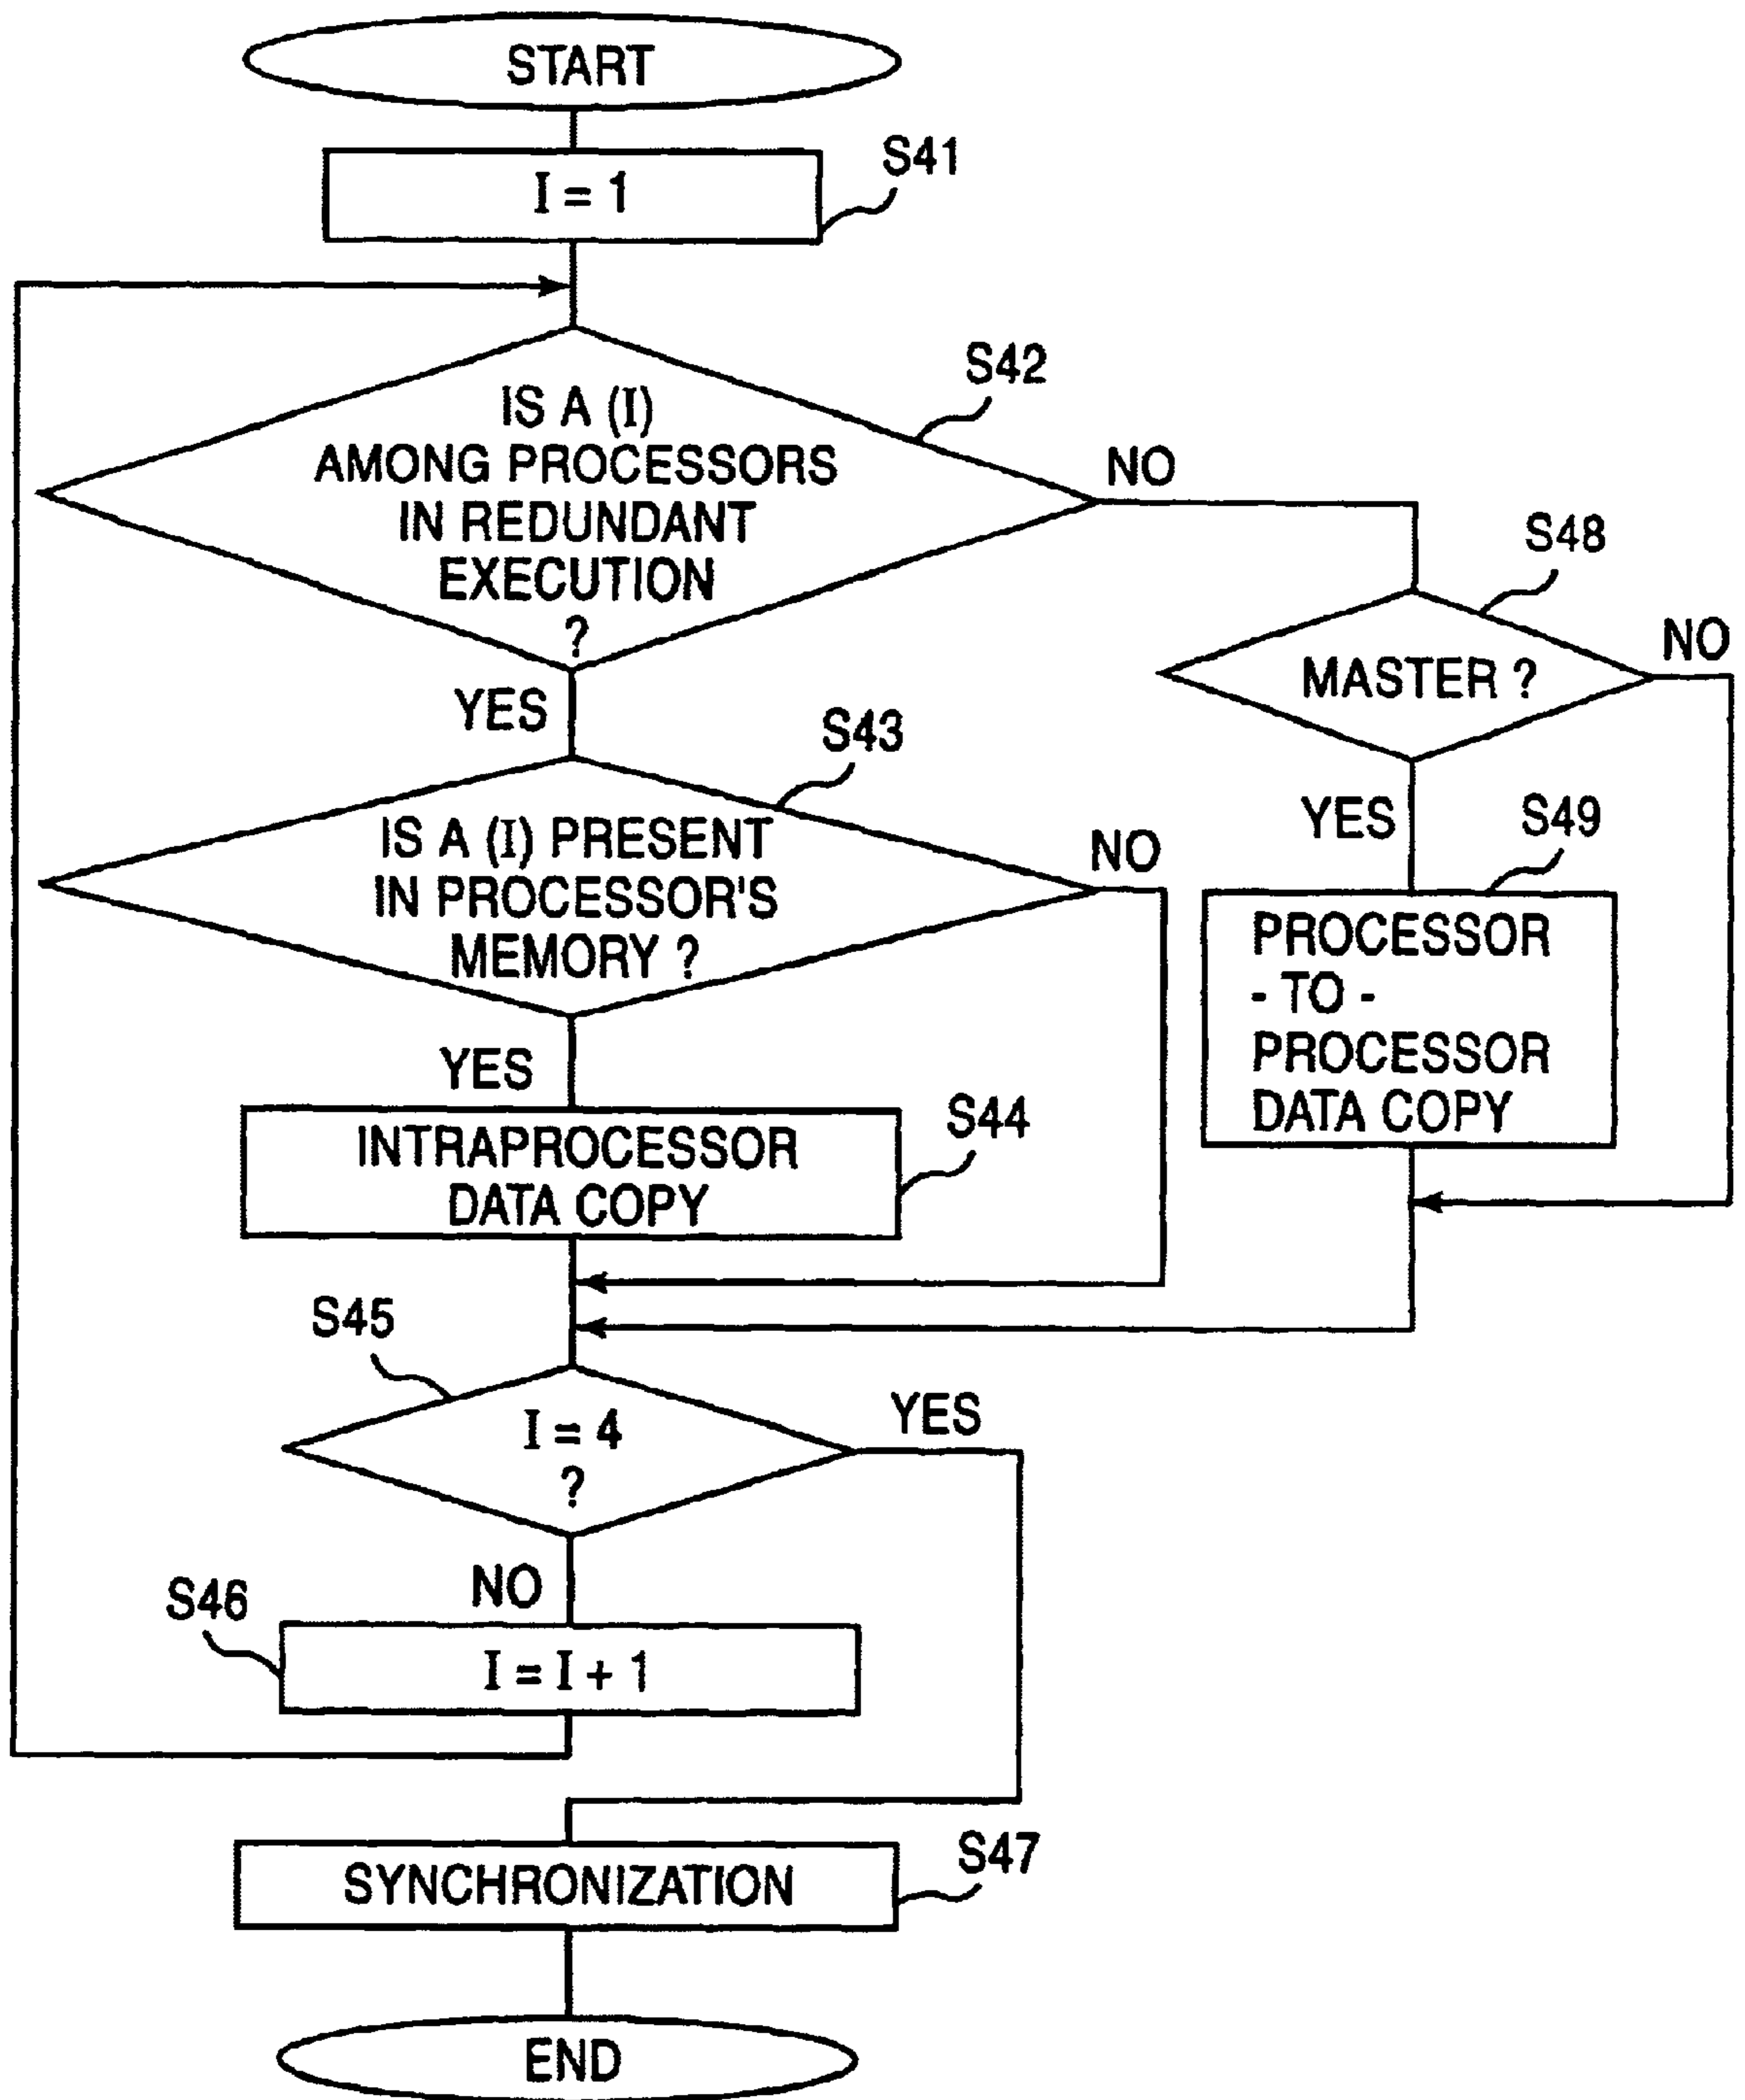 START
S41
I = 1
S42
IS A (I)
AMONG PROCESSORS
IN REDUNDANT
EXECUTION
?
NO
S48
MASTER ?
NO
YES
S43
IS A (I) PRESENT
IN PROCESSOR'S
MEMORY ?
NO
YES
S49
PROCESSOR
- TO -
PROCESSOR
DATA COPY
YES
S44
INTRAPROCESSOR
DATA COPY
S45
I = 4
?
YES
NO
S46
I = I + 1
S47
SYNCHRONIZATION
END